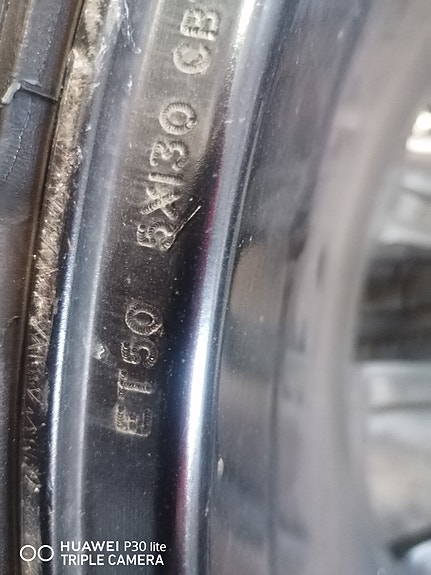 ET50 5X130 CB
HUAWEI P30 lite
TRIPLE CAMERA